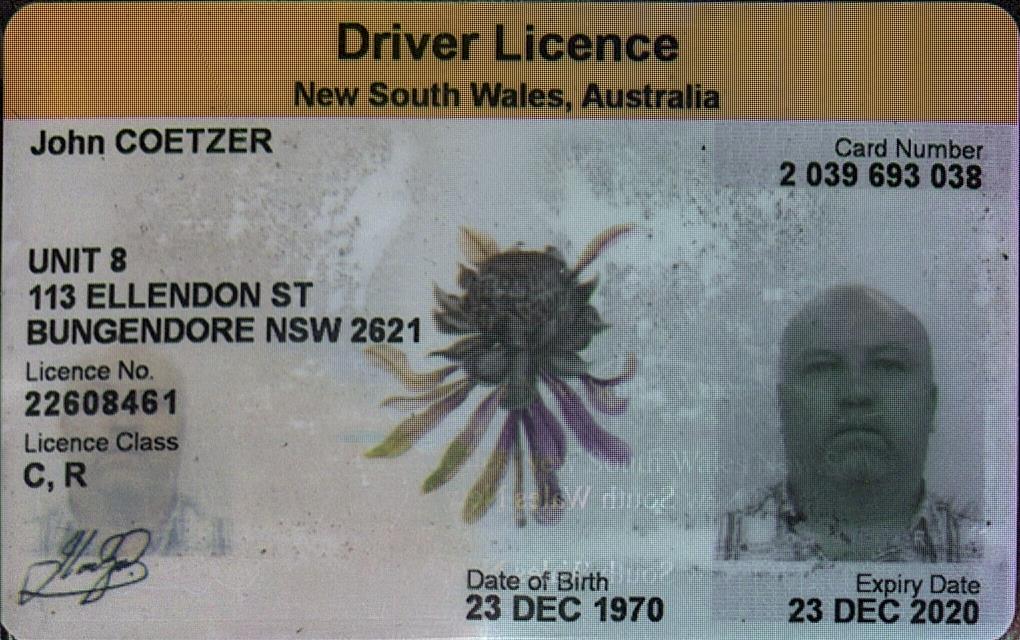 Driver Licence
New South Wales, Australia
John COETZER
Card Number
2 039 693 038
UNIT 8
113 ELLENDON ST
BUNGENDORE NSW 2621
Licence No.
22608461
Licence Class
C, R
Date of Birth
23 DEC 1970
Expiry Date
23 DEC 2020